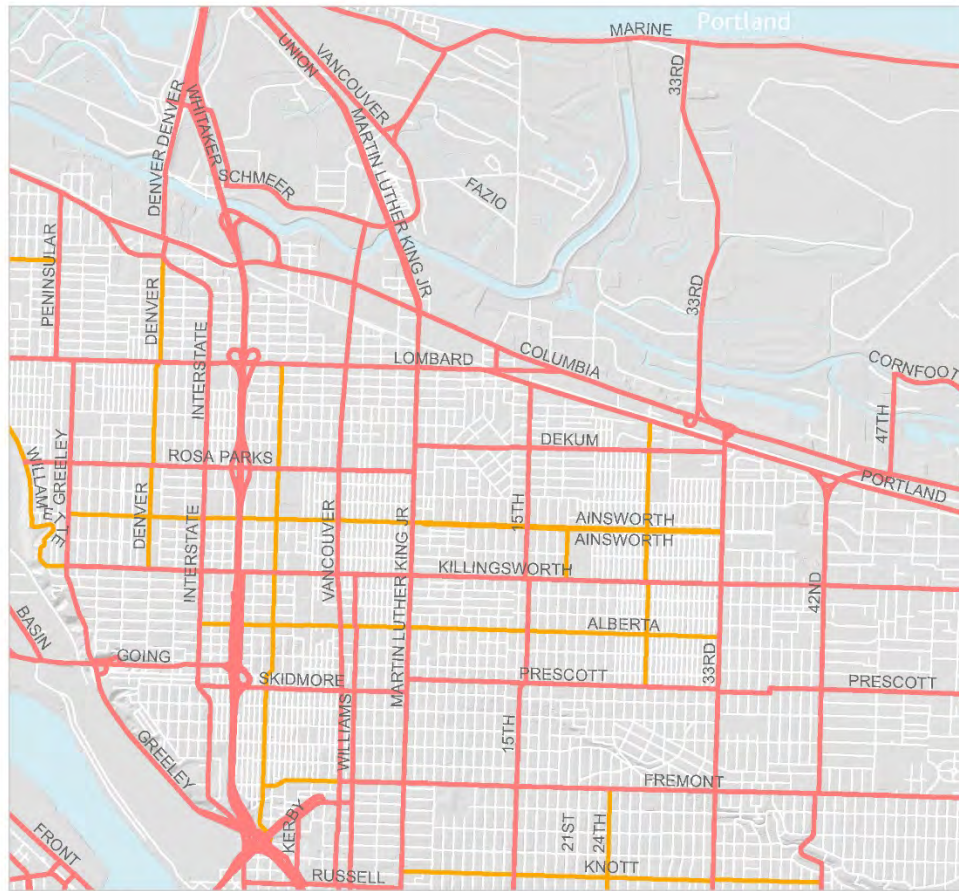 Portland
MARINE
UNION
VANCOUVER
33RD
DENVER
DENVER
WHITAKER
MARTIN LUTHER KING JR
SCHMEER
FAZIO
DENVER
PENINSULAR
DENVER
INTERSTATE
33RD
LOMBARD
COLUMBIA
CORNFOOT
47TH
DEKUM
ROSA PARKS
WILLAMETTE
GREELEY
PORTLAND
DENVER
INTERSTATE
VANCOUVER
MARTIN LUTHER KING JR
15TH
AINSWORTH
AINSWORTH
KILLINGSWORTH
42ND
BASIN
ALBERTA
GOING
SKIDMORE
PRESCOTT
33RD
PRESCOTT
WILLIAMS
15TH
GREELEY
FREMONT
KERBY
21ST
24TH
FRONT
RUSSELL
KNOTT